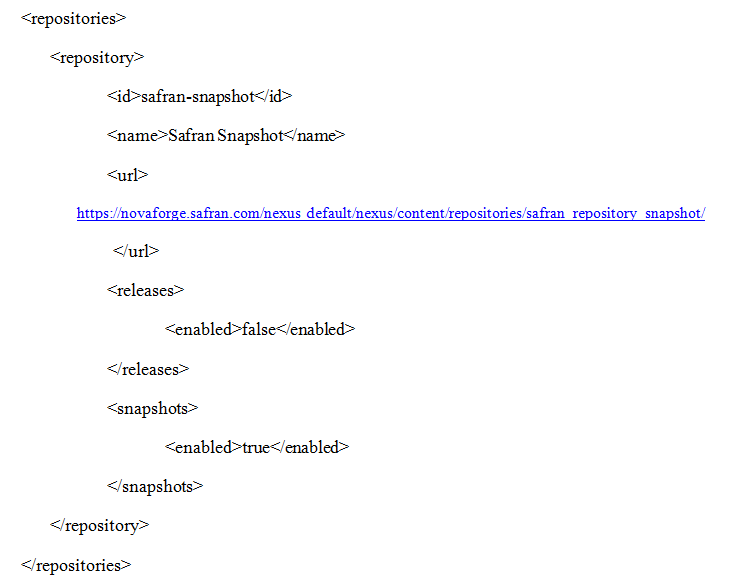 <repositories>
<repository>
<id>safran-snapshot</id>
<name>Safran Snapshot</name>
<url>
https://novaforge.safran.com/nexus_default/nexus/content/repositories/safran_repository_snapshot/
</url>
<releases>
<enabled>false</enabled>
</releases>
<snapshots>
<enabled>true</enabled>
</snapshots>
</repository>
</repositories>